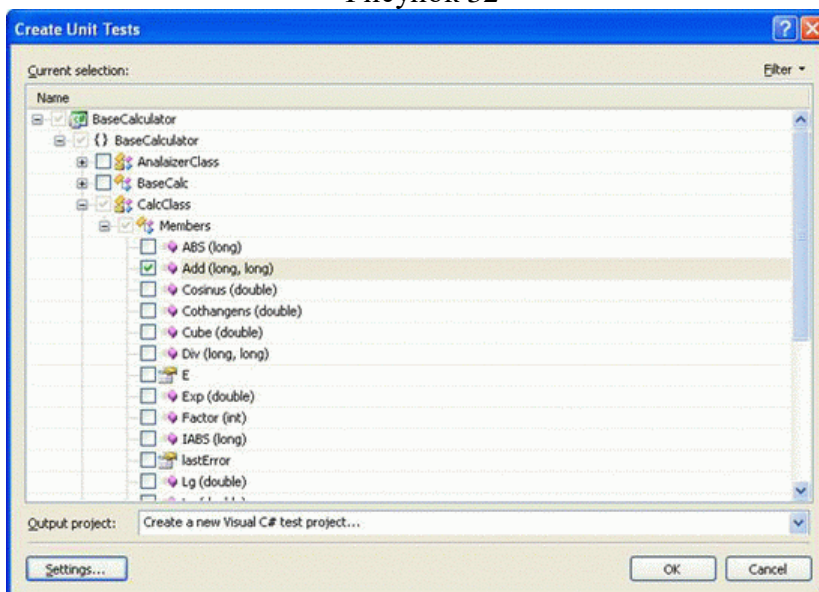 Рисунок 32
Create Unit Tests
Current selection:
Filter
Name
BaseCalculator
{} BaseCalculator
AnalaizerClass
BaseCalc
CalcClass
Members
ABS (long)
Add (long, long)
Cosinus (double)
Cothangens (double)
Cube (double)
Div (long, long)
E
Exp (double)
Factor (int)
IABS (long)
lastError
Lg (double)
Output project: Create a new Visual C# test project...
Settings... OK Cancel